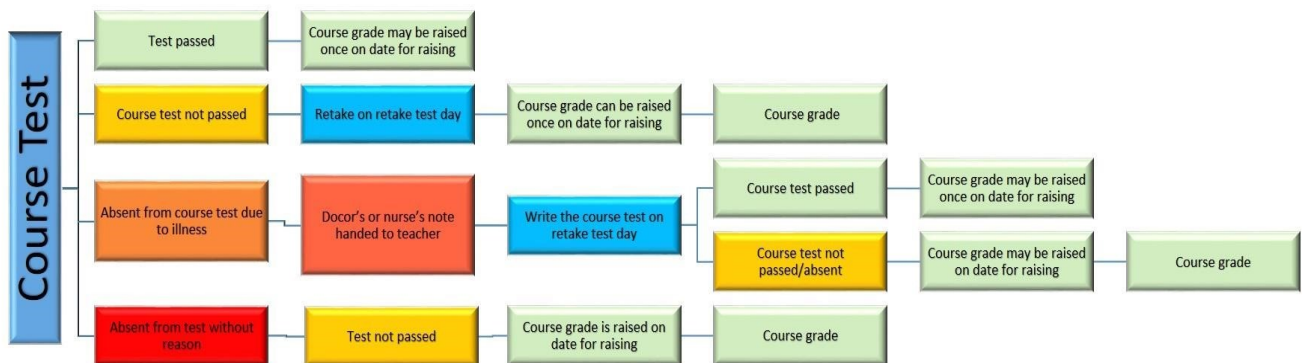 Course Test
Test passed
Course grade may be raised
once on date for raising
Course test not passed
Retake on retake test day
Course grade can be raised
once on date for raising
Course grade
Absent from course test due
to illness
Docor's or nurse's note
handed to teacher
Write the course test on
retake test day
Course test passed
Course grade may be raised
once on date for raising
Course test not
passed/absent
Course grade may be raised
on date for raising
Course grade
Absent from test without
reason
Test not passed
Course grade is raised on
date for raising
Course grade